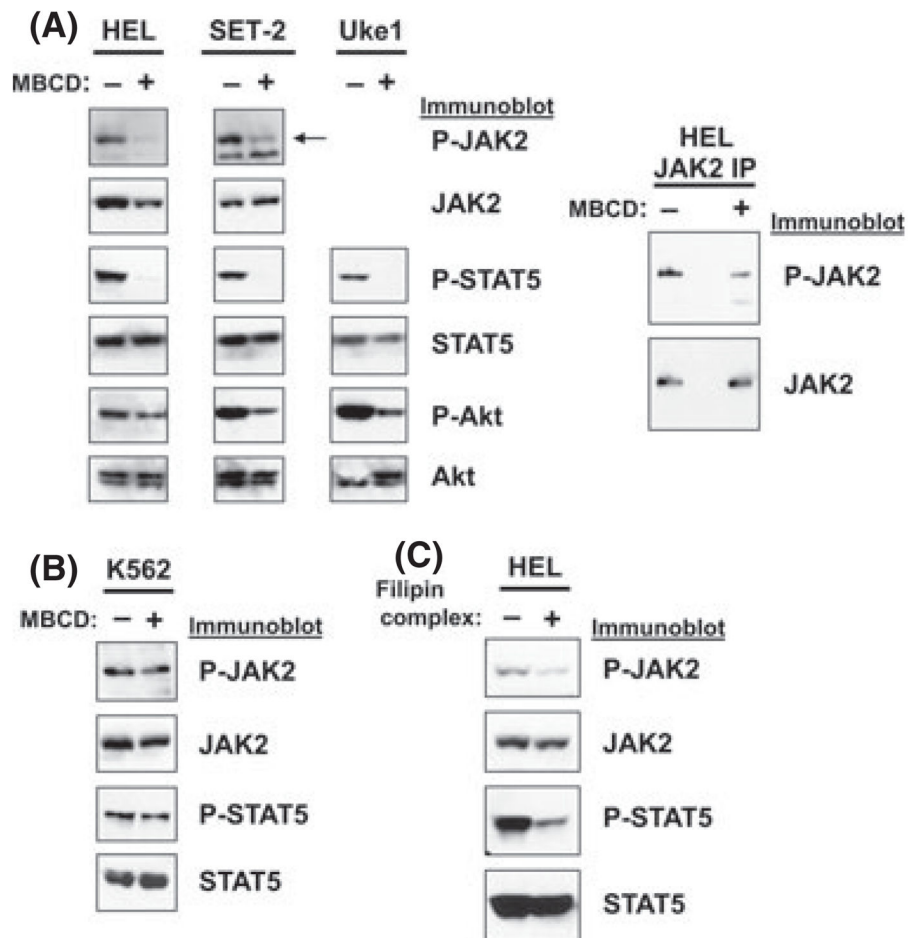 (A)
HEL SET-2 Uke1
MBCD: – + – + – +
Immunoblot
P-JAK2
JAK2
P-STAT5
STAT5
P-Akt
Akt
HEL
JAK2 IP
MBCD: – +
Immunoblot
P-JAK2
JAK2
(B)
K562
MBCD: – +
Immunoblot
P-JAK2
JAK2
P-STAT5
STAT5
(C)
HEL
Filipin
complex: – +
Immunoblot
P-JAK2
JAK2
P-STAT5
STAT5